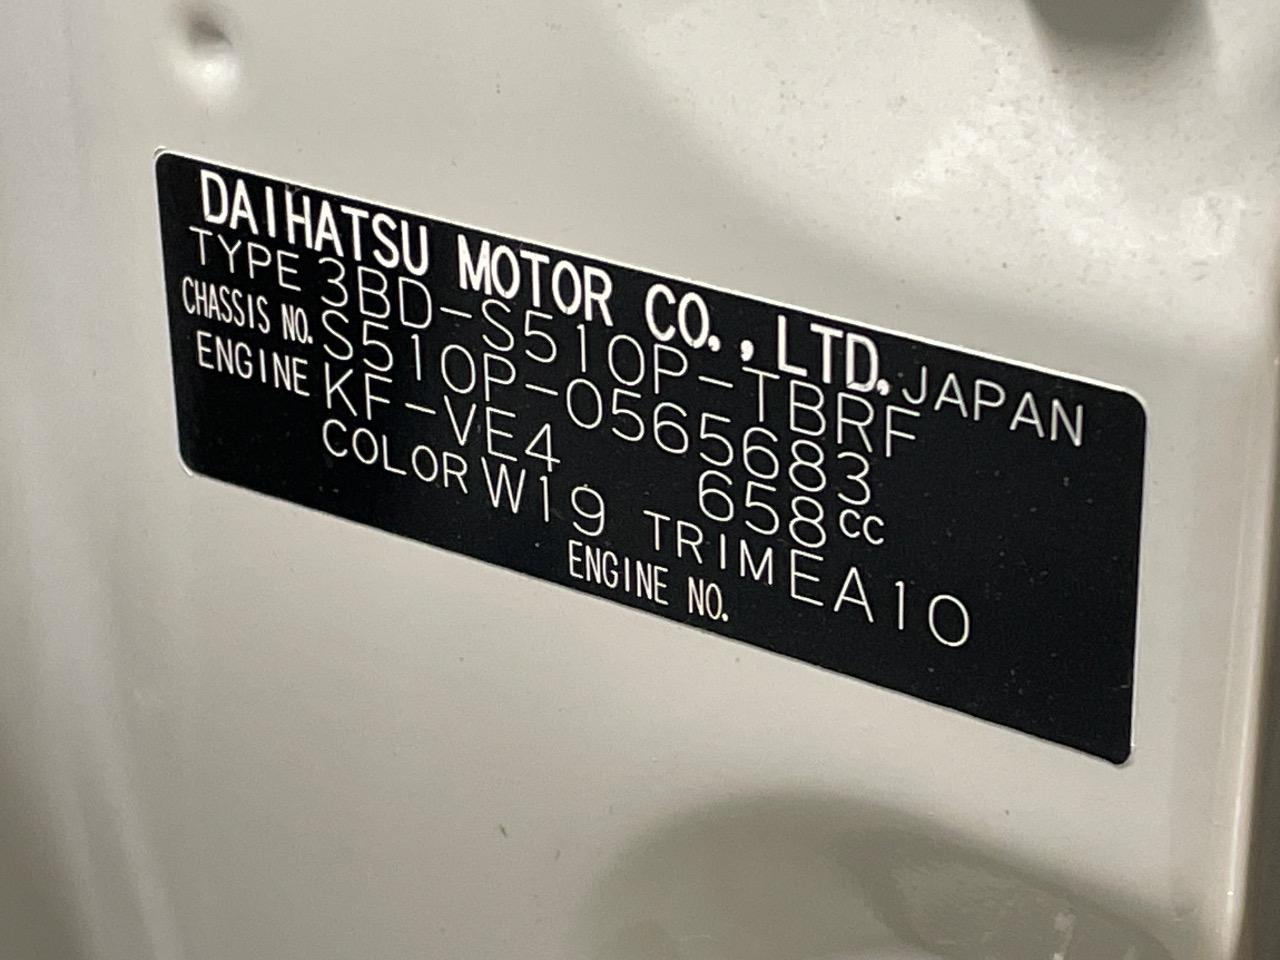 DAIHATSU MOTOR CO., LTD. JAPAN
TYPE 3BD-S510P-TBRF
CHASSIS NO. S510P-0565683
ENGINE KF-VE4 658cc
COLOR W19 TRIM EA10
ENGINE NO.